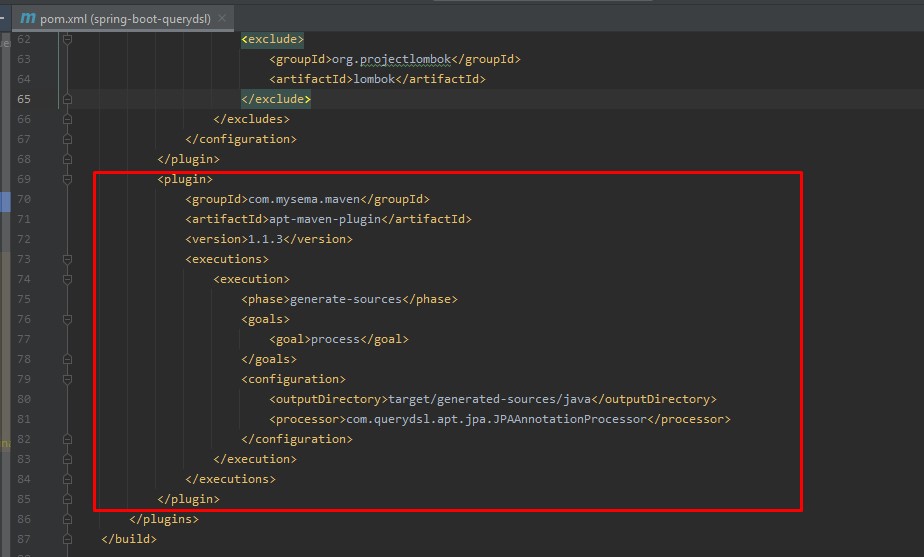 pom.xml (spring-boot-querydsl)
62 <exclude>
63 <groupId>org.projectlombok</groupId>
64 <artifactId>lombok</artifactId>
65 </exclude>
66 </excludes>
67 </configuration>
68 </plugin>
69 <plugin>
70 <groupId>com.mysema.maven</groupId>
71 <artifactId>apt-maven-plugin</artifactId>
72 <version>1.1.3</version>
73 <executions>
74 <execution>
75 <phase>generate-sources</phase>
76 <goals>
77 <goal>process</goal>
78 </goals>
79 <configuration>
80 <outputDirectory>target/generated-sources/java</outputDirectory>
81 <processor>com.querydsl.apt.jpa.JPAAnnotationProcessor</processor>
82 </configuration>
83 </execution>
84 </executions>
85 </plugin>
86 </plugins>
87 </build>